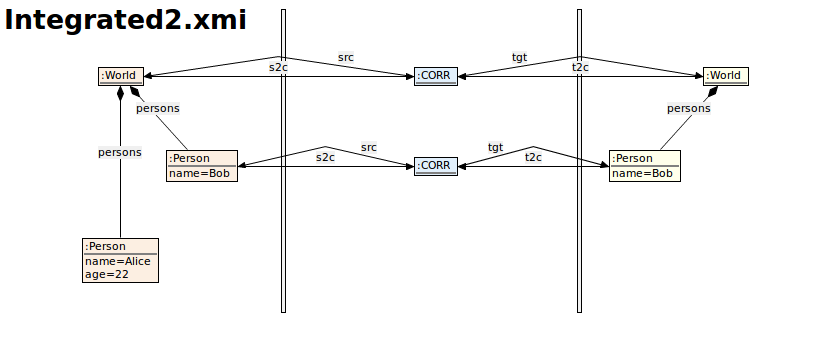 Integrated2.xmi
src
tgt
s2c
t2c
:World
:CORR
:World
persons
persons
persons
src
tgt
s2c
t2c
:Person
name=Bob
:CORR
:Person
name=Bob
:Person
name=Alice
age=22